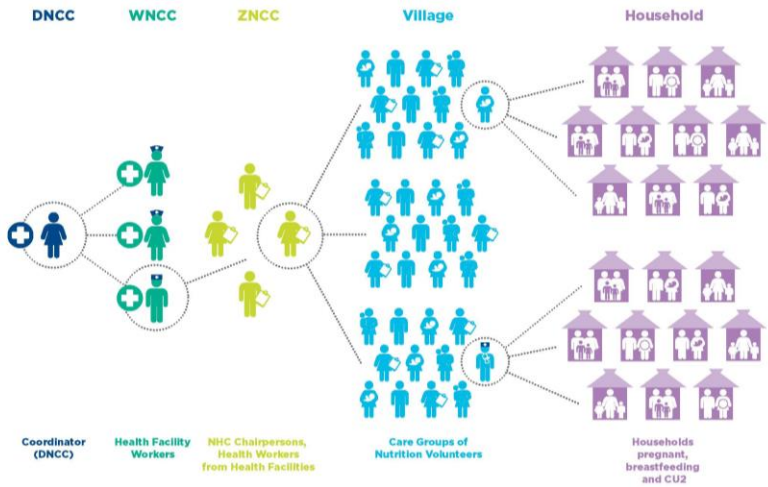 DNCC
WNCC
ZNCC
Village
Household
Coordinator
(DNCC)
Health Facility
Workers
NHC Chairpersons,
Health Workers
from Health Facilities
Care Groups of
Nutrition Volunteers
Households
pregnant,
breastfeeding
and CU2